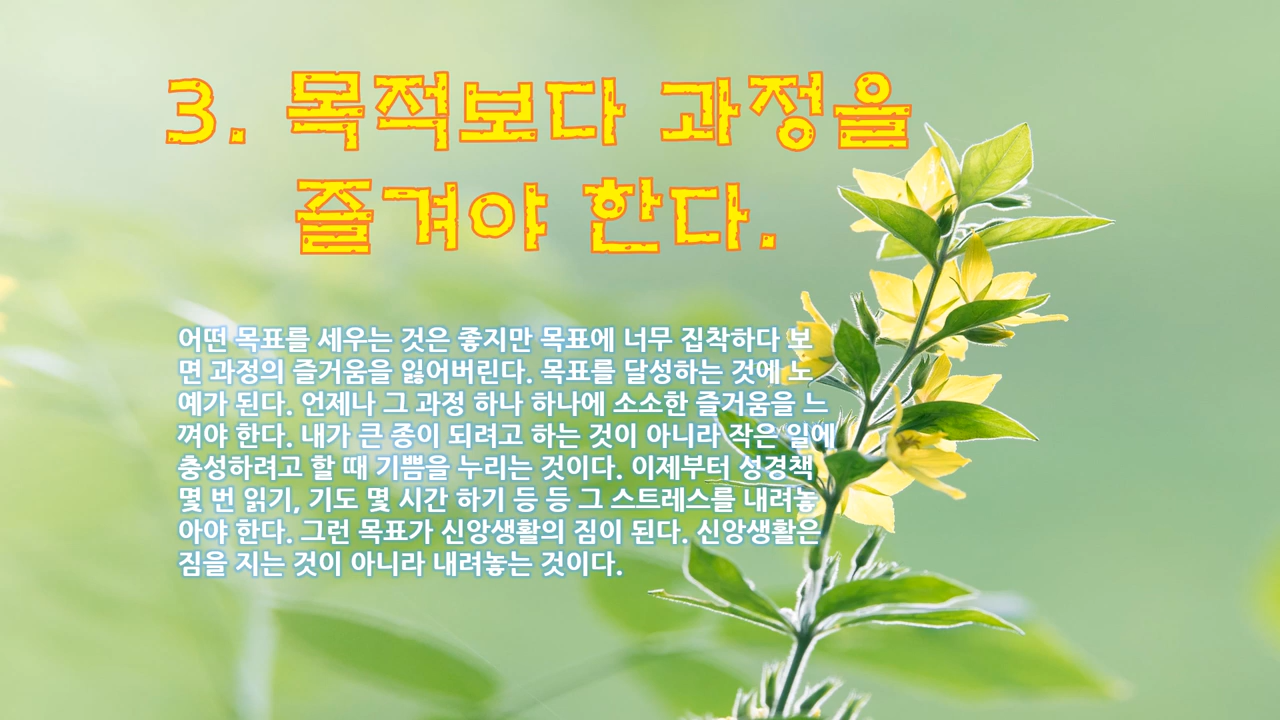 3. 목적보다 과정을
즐겨야 한다.
어떤 목표를 세우는 것은 좋지만 목표에 너무 집착하다 보
면 과정의 즐거움을 잃어버린다. 목표를 달성하는 것에 노
예가 된다. 언제나 그 과정 하나 하나에 소소한 즐거움을 느
껴야 한다. 내가 큰 종이 되려고 하는 것이 아니라 작은 일에
충성하려고 할 때 기쁨을 누리는 것이다. 이제부터 성경책
몇 번 읽기, 기도 몇 시간 하기 등 등 그 스트레스를 내려놓
아야 한다. 그런 목표가 신앙생활의 짐이 된다. 신앙생활은
짐을 지는 것이 아니라 내려놓는 것이다.